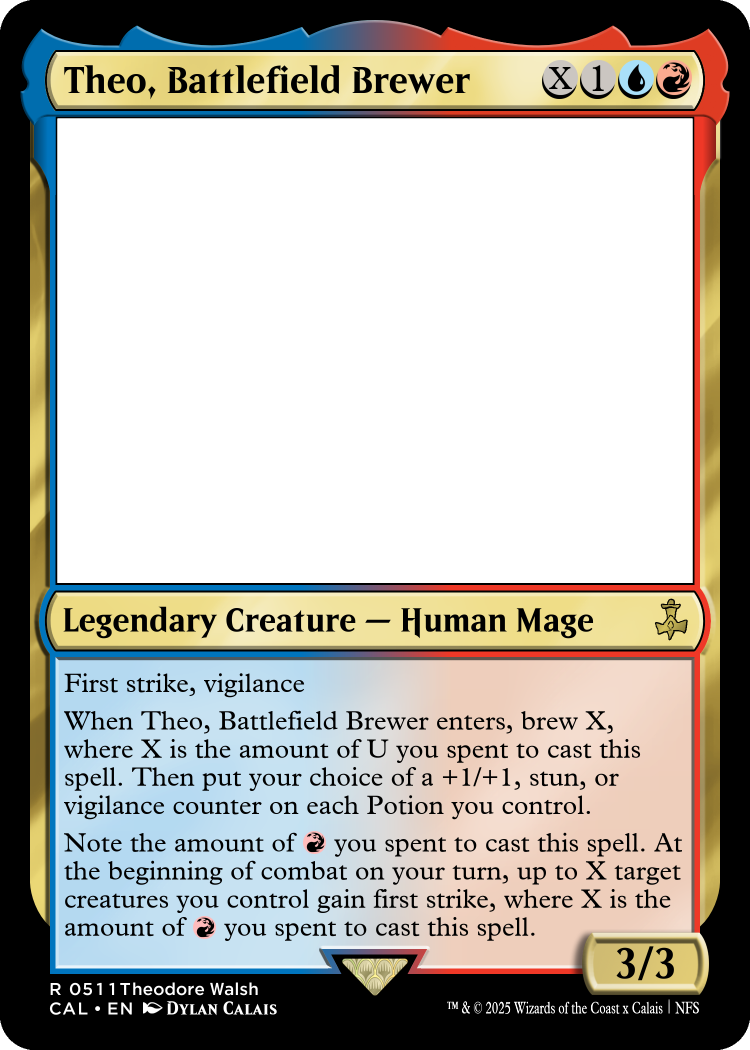 Theo, Battlefield Brewer X 1
Legendary Creature — Human Mage
First strike, vigilance
When Theo, Battlefield Brewer enters, brew X,
where X is the amount of U you spent to cast this
spell. Then put your choice of a +1/+1, stun, or
vigilance counter on each Potion you control.
Note the amount of you spent to cast this spell. At
the beginning of combat on your turn, up to X target
creatures you control gain first strike, where X is the
amount of you spent to cast this spell.
3/3
R 0511 Theodore Walsh
CAL • EN Dylan Calais
™ & © 2025 Wizards of the Coast x Calais | NFS